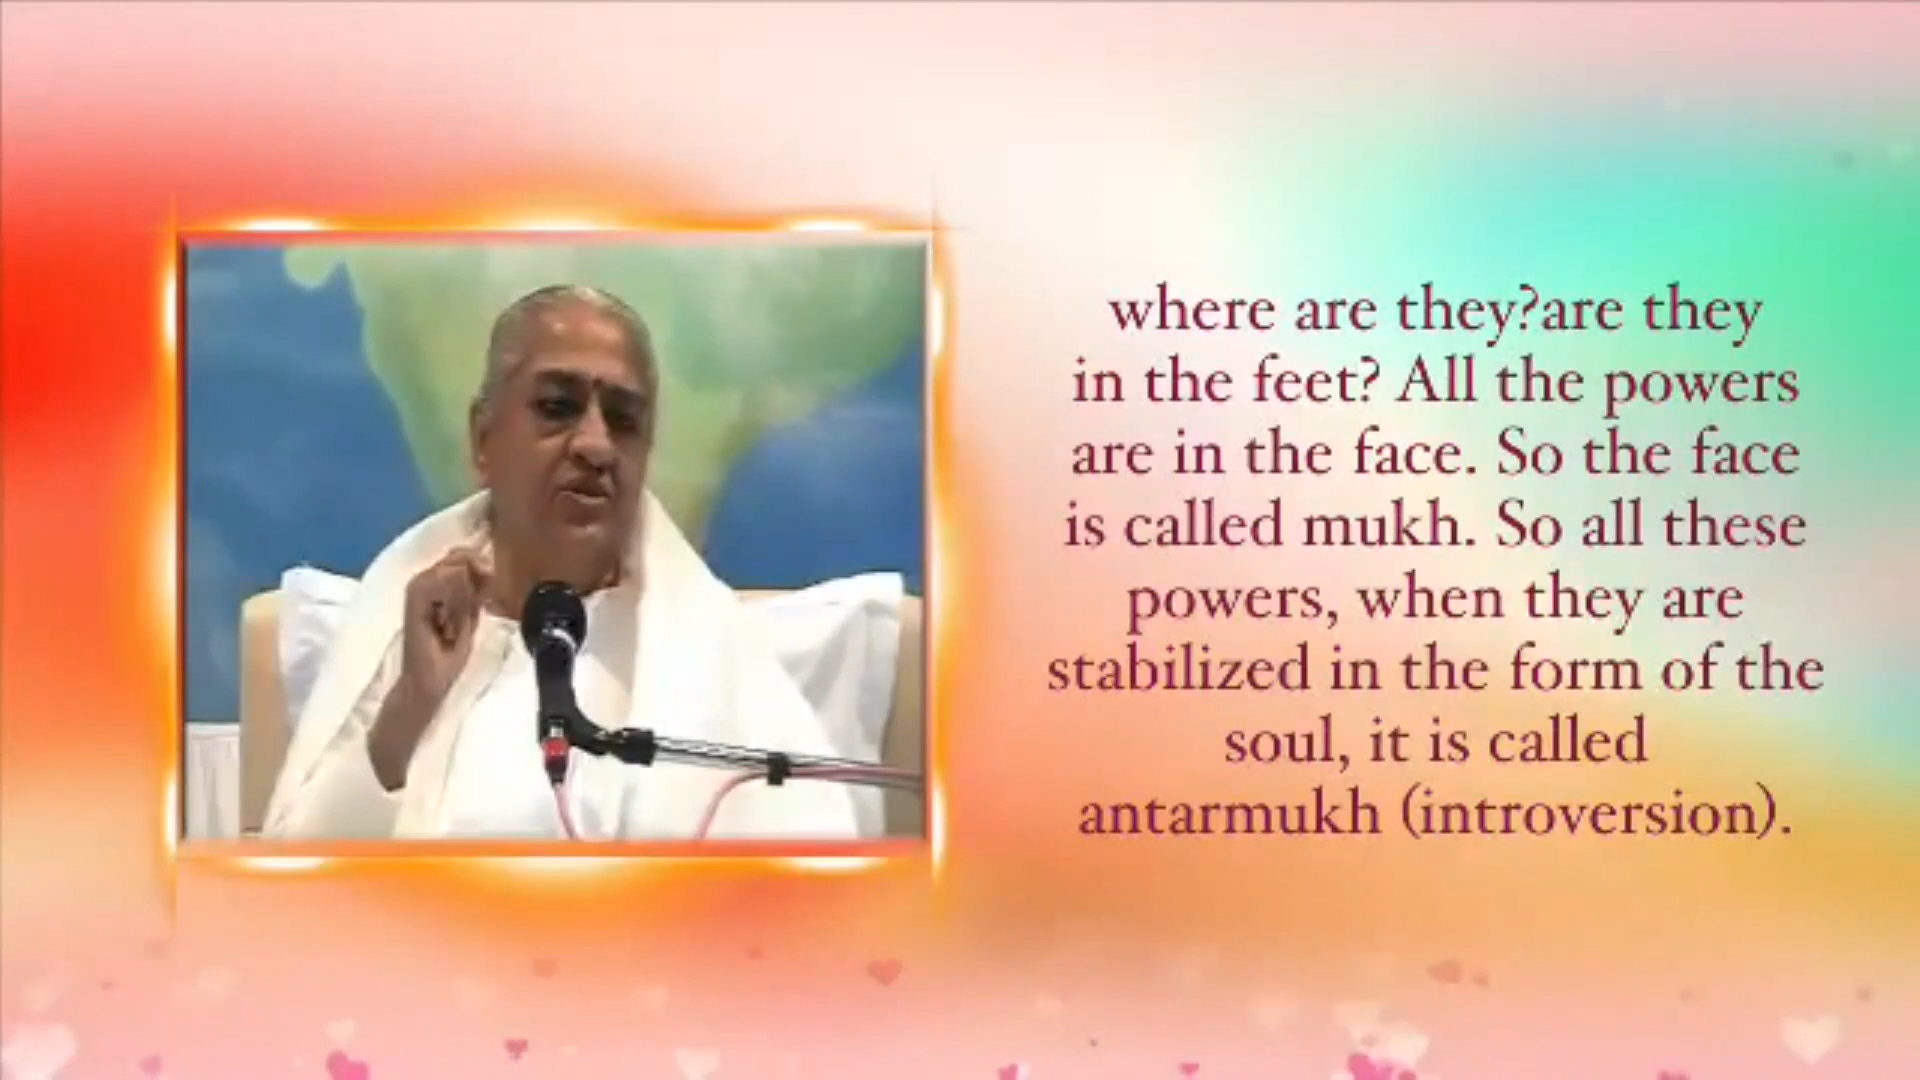 where are they?are they
in the feet? All the powers
are in the face. So the face
is called mukh. So all these
powers, when they are
stabilized in the form of the
soul, it is called
antarmukh (introversion).